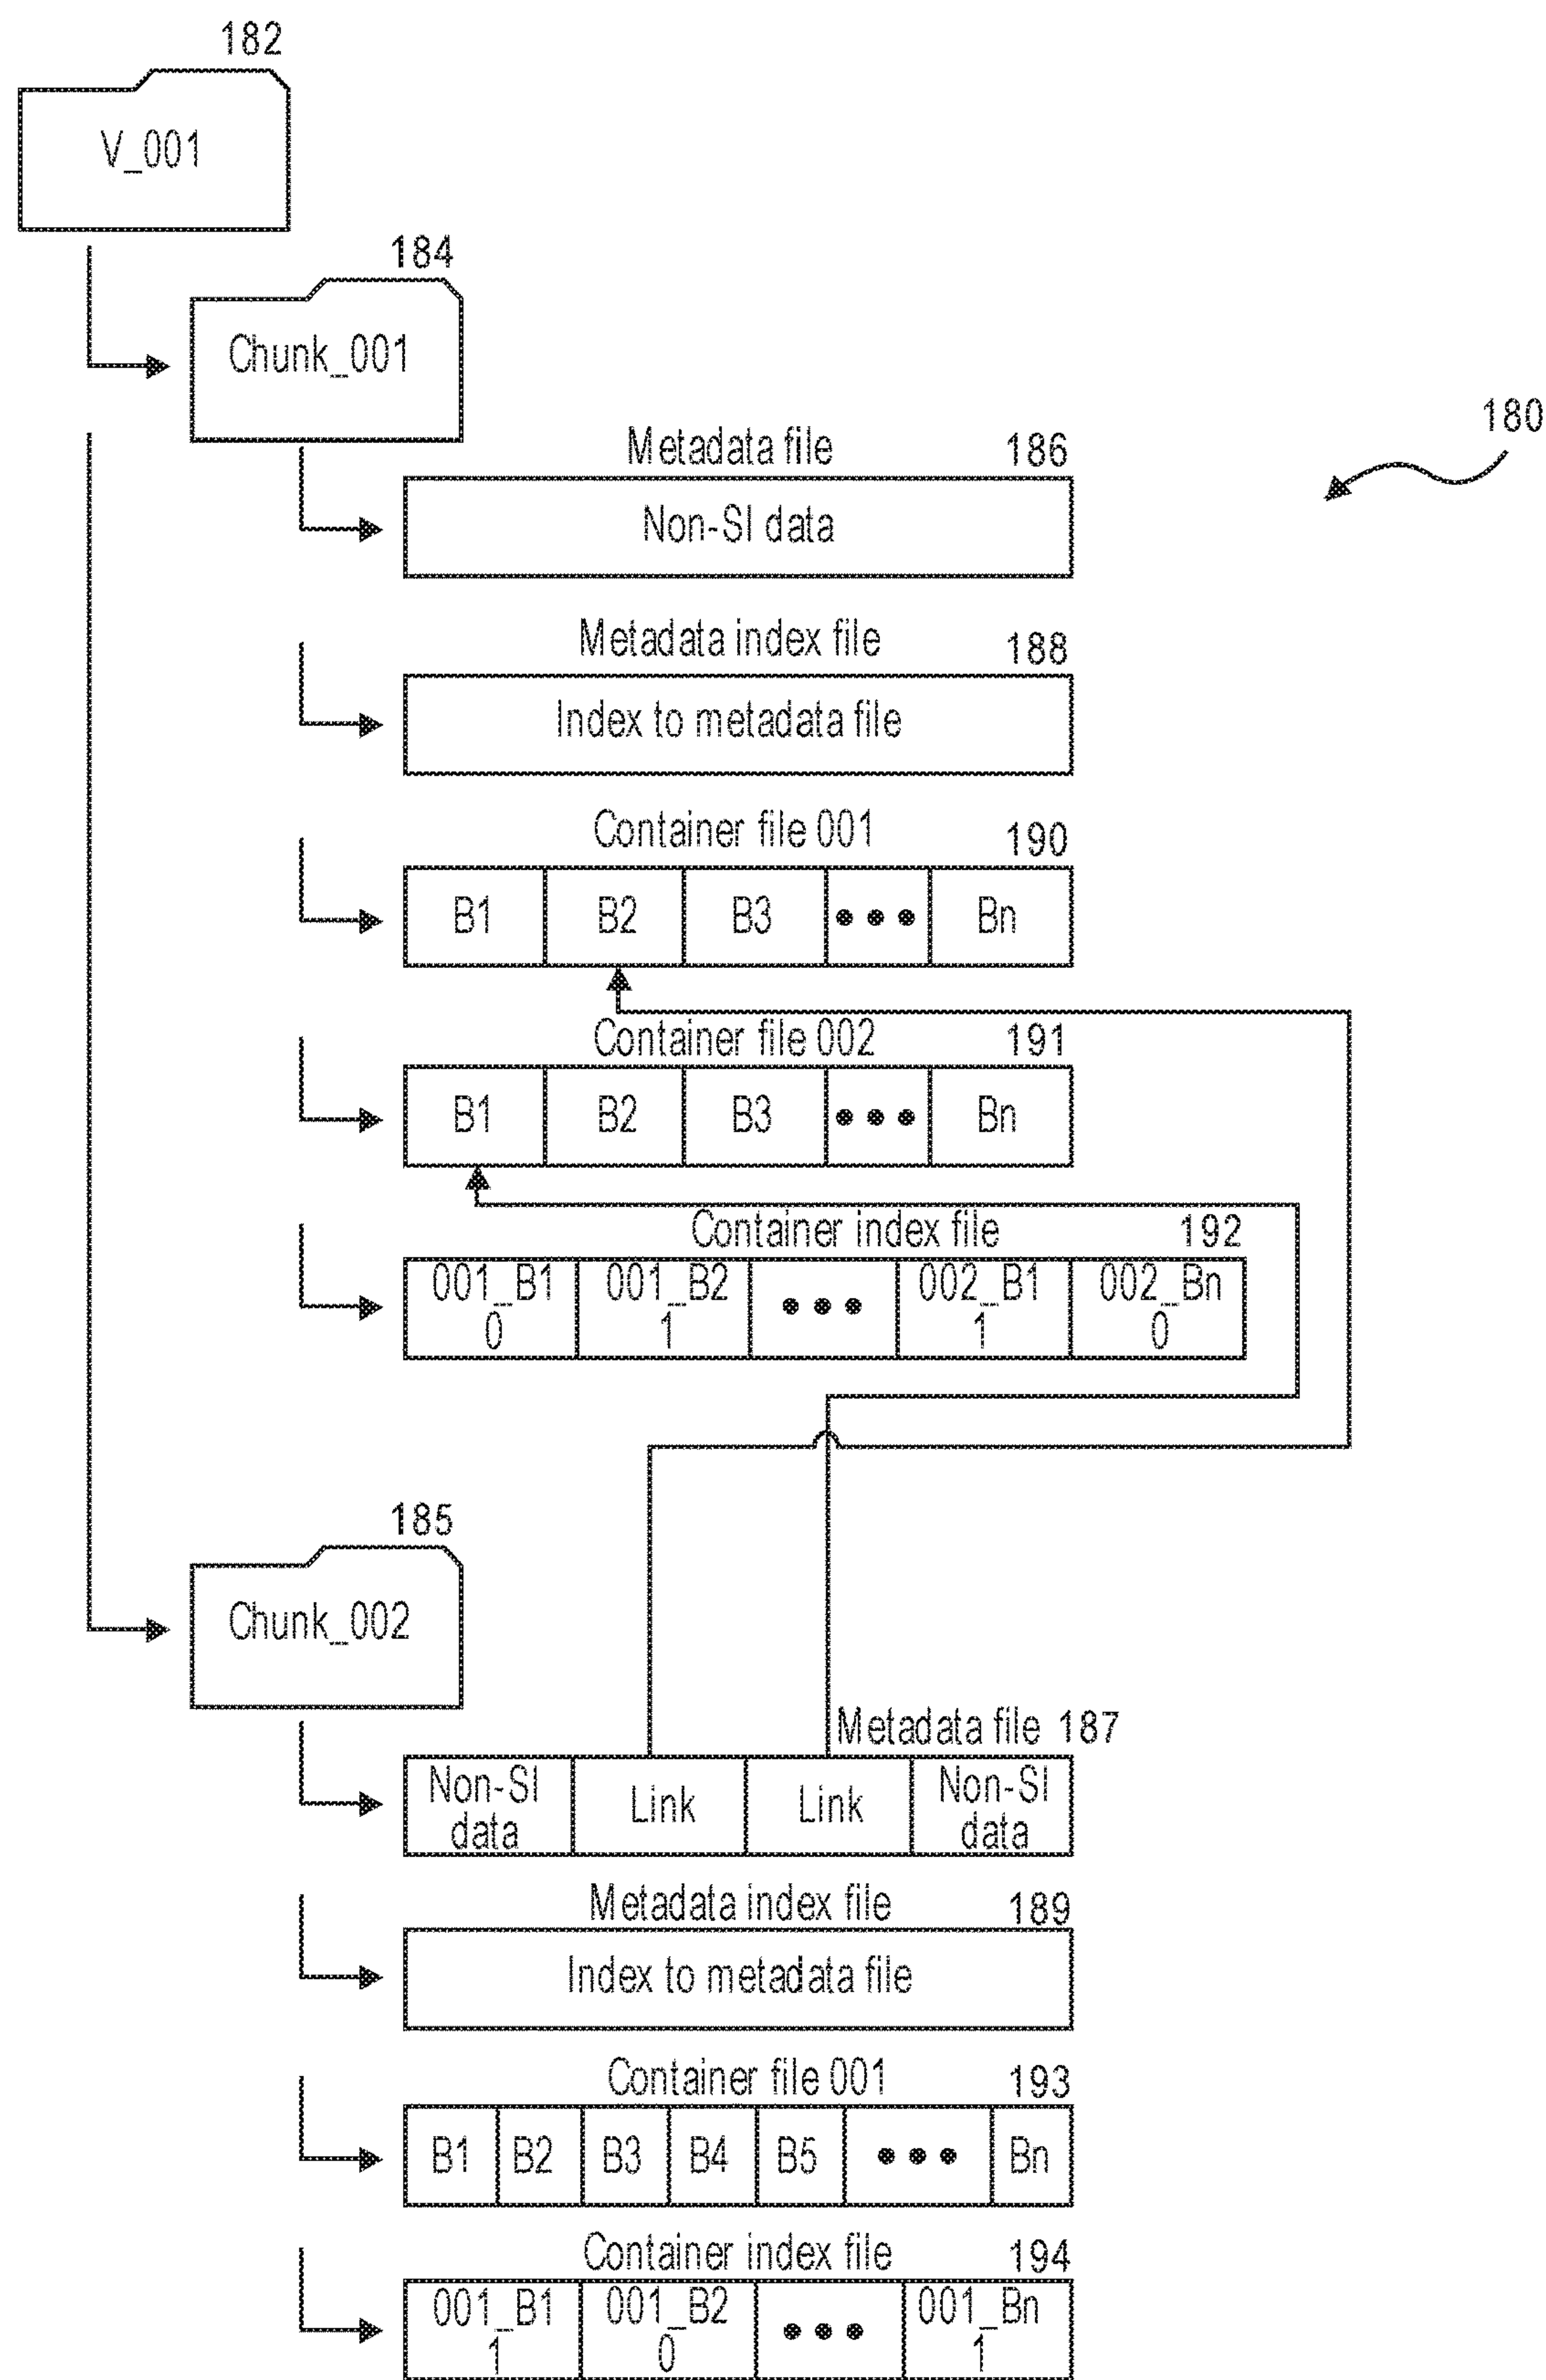 182
V_001
184
Chunk_001
180
Metadata file 186
Non-SI data
Metadata index file 188
Index to metadata file
Container file 001 190
B1 B2 B3 ●●● Bn
Container file 002 191
B1 B2 B3 ●●● Bn
Container index file 192
001_B1 001_B2 ●●● 002_B1 002_Bn
0 1 1 0
185
Chunk_002
Metadata file 187
Non-SI Link Link Non-SI
data data
Metadata index file 189
Index to metadata file
Container file 001 193
B1 B2 B3 B4 B5 ●●● Bn
Container index file 194
001_B1 001_B2 ●●● 001_Bn
1 0 1